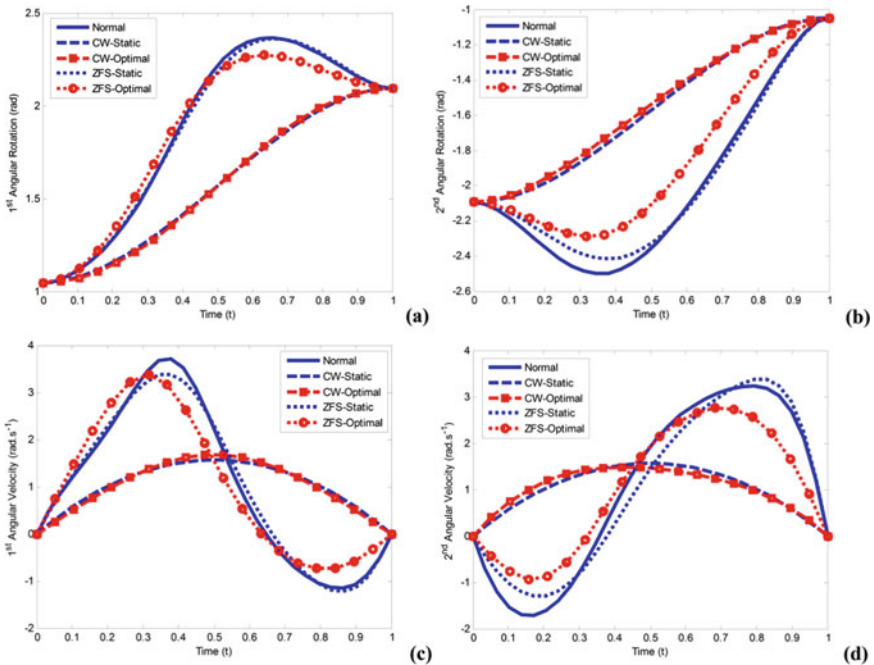 2.5
2
1.5
1
1st Angular Rotation (rad)
Normal
CW-Static
CW-Optimal
ZFS-Static
ZFS-Optimal
0 0.1 0.2 0.3 0.4 0.5 0.6 0.7 0.8 0.9 1
Time (t)
(a)
-1
-1.2
-1.4
-1.6
-1.8
-2
-2.2
-2.4
-2.6
2nd Angular Rotation (rad)
Normal
CW-Static
CW-Optimal
ZFS-Static
ZFS-Optimal
0 0.1 0.2 0.3 0.4 0.5 0.6 0.7 0.8 0.9 1
Time (t)
(b)
4
3
2
1
0
-1
-2
1st Angular Velocity (rad.s-1)
Normal
CW-Static
CW-Optimal
ZFS-Static
ZFS-Optimal
0 0.1 0.2 0.3 0.4 0.5 0.6 0.7 0.8 0.9 1
Time (t)
(c)
4
3
2
1
0
-1
-2
2nd Angular Velocity (rad.s-1)
Normal
CW-Static
CW-Optimal
ZFS-Static
ZFS-Optimal
0 0.1 0.2 0.3 0.4 0.5 0.6 0.7 0.8 0.9 1
Time (t)
(d)